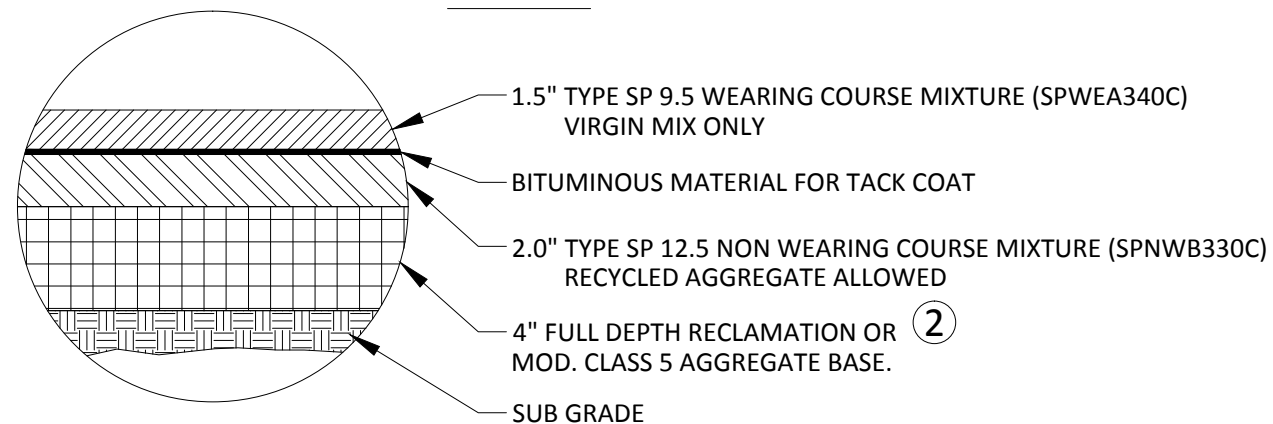 1.5" TYPE SP 9.5 WEARING COURSE MIXTURE (SPWEA340C)
VIRGIN MIX ONLY
BITUMINOUS MATERIAL FOR TACK COAT
2.0" TYPE SP 12.5 NON WEARING COURSE MIXTURE (SPNWB330C)
RECYCLED AGGREGATE ALLOWED
4" FULL DEPTH RECLAMATION OR 2
MOD. CLASS 5 AGGREGATE BASE.
SUB GRADE